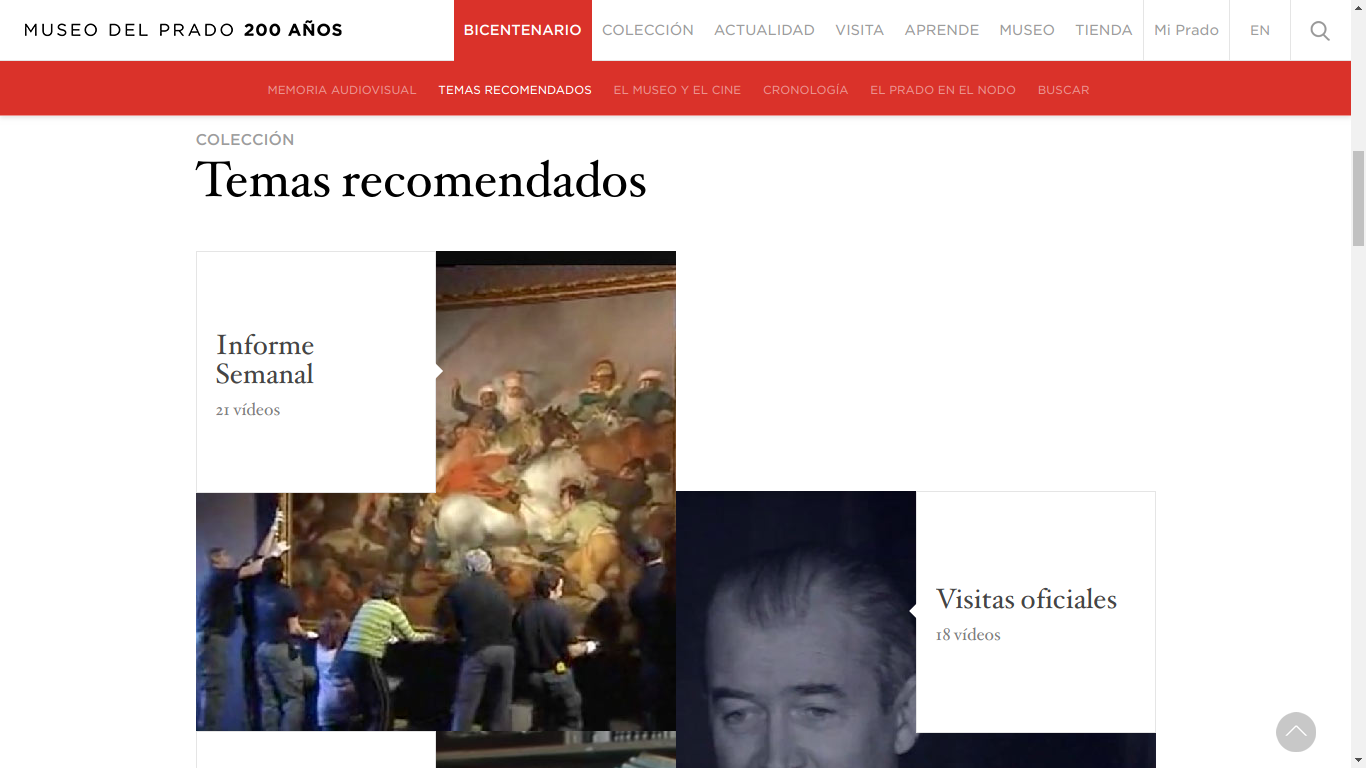 MUSEO DEL PRADO 200 AÑOS
BICENTENARIO COLECCIÓN ACTUALIDAD VISITA APRENDE MUSEO TIENDA Mi Prado EN
MEMORIA AUDIOVISUAL TEMAS RECOMENDADOS EL MUSEO Y EL CINE CRONOLOGÍA EL PRADO EN EL NODO BUSCAR
COLECCIÓN
Temas recomendados
Informe
Semanal
21 vídeos
Visitas oficiales
18 vídeos